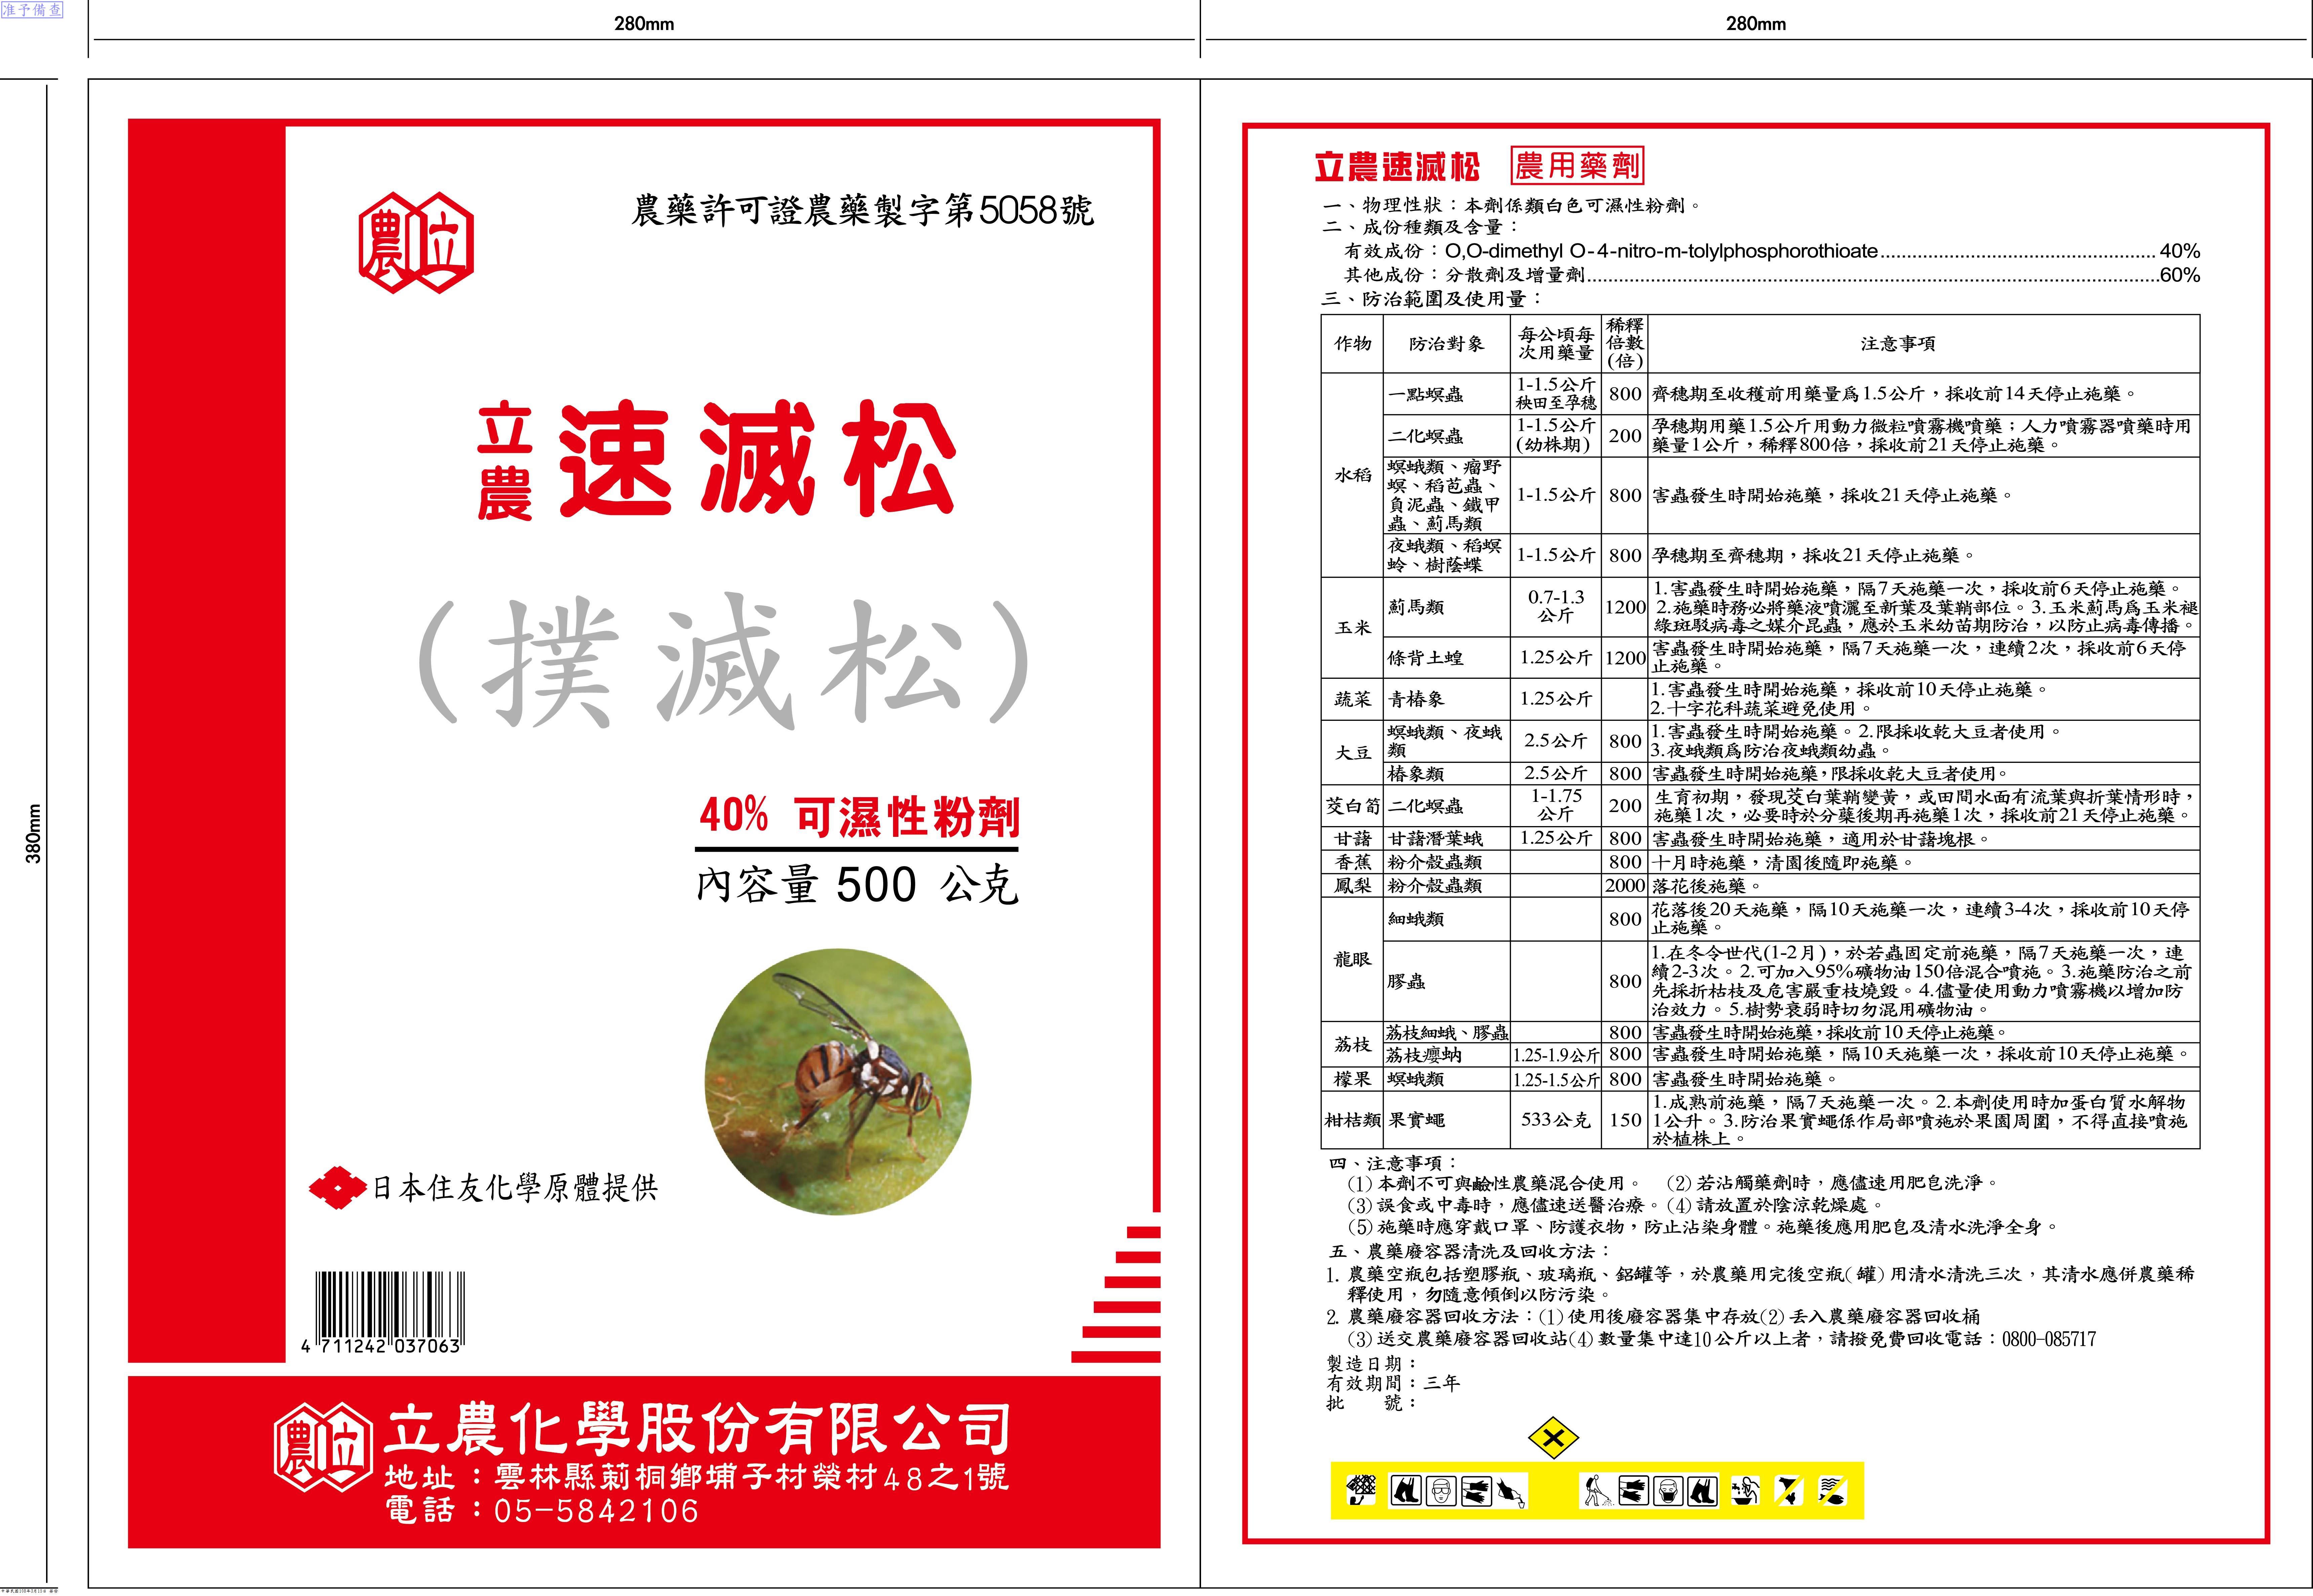 准予備查
280mm
280mm
380mm
農立
農藥許可證農藥製字第5058號
立農 速滅松
(撲滅松)
40% 可濕性粉劑
內容量 500 公克
日本住友化學原體提供
4 711242 037063
農立
立農化學股份有限公司
地址：雲林縣莿桐鄉埔子村榮村48之1號
電話：05-5842106
立農速滅松 農用藥劑
一、物理性狀：本劑係類白色可濕性粉劑。
二、成份種類及含量：
有效成份：O,O-dimethyl O-4-nitro-m-tolylphosphorothioate.................................................... 40%
其他成份：分散劑及增量劑............................................................................................................60%
三、防治範圍及使用量：
作物 防治對象 每公頃每次用藥量 稀釋倍數(倍) 注意事項
水稻
一點螟蟲 1-1.5公斤 秧田至孕穗 800 齊穗期至收穫前用藥量為1.5公斤，採收前14天停止施藥。
二化螟蟲 1-1.5公斤 (幼株期) 200 孕穗期用藥1.5公斤用動力微粒噴霧機噴藥；人力噴霧器噴藥時用
藥量1公斤，稀釋800倍，採收前21天停止施藥。
螟蛾類、瘤野
螟、稻苞蟲、
負泥蟲、鐵甲
蟲、薊馬類 1-1.5公斤 800 害蟲發生時開始施藥，採收21天停止施藥。
夜蛾類、稻螟
蛉、樹蔭蝶 1-1.5公斤 800 孕穗期至齊穗期，採收21天停止施藥。
玉米
薊馬類 0.7-1.3公斤 1200 1.害蟲發生時開始施藥，隔7天施藥一次，採收前6天停止施藥。
2.施藥時務必將藥液噴灑至新葉及葉鞘部位。3.玉米薊馬為玉米褪
綠斑駁病毒之媒介昆蟲，應於玉米幼苗期防治，以防止病毒傳播。
條背土蝗 1.25公斤 1200 害蟲發生時開始施藥，隔7天施藥一次，連續2次，採收前6天停
止施藥。
蔬菜 青椿象 1.25公斤 1.害蟲發生時開始施藥，採收前10天停止施藥。
2.十字花科蔬菜避免使用。
大豆
螟蛾類、夜蛾
類 2.5公斤 800 1.害蟲發生時開始施藥。2.限採收乾大豆者使用。
3.夜蛾類為防治夜蛾類幼蟲。
椿象類 2.5公斤 800 害蟲發生時開始施藥，限採收乾大豆者使用。
茭白筍 二化螟蟲 1-1.75公斤 200 生育初期，發現茭白葉鞘變黃，或田間水面有流葉與折葉情形時，
施藥1次，必要時於分蘗後期再施藥1次，採收前21天停止施藥。
甘藷 甘藷潛葉蛾 1.25公斤 800 害蟲發生時開始施藥，適用於甘藷塊根。
香蕉 粉介殼蟲類 800 十月時施藥，清園後隨即施藥。
鳳梨 粉介殼蟲類 2000 落花後施藥。
龍眼
細蛾類 800 花落後20天施藥，隔10天施藥一次，連續3-4次，採收前10天停
止施藥。
膠蟲 800 1.在冬令世代(1-2月)，於若蟲固定前施藥，隔7天施藥一次，連
續2-3次。2.可加入95%礦物油150倍混合噴施。3.施藥防治之前
先採折枯枝及危害嚴重枝燒毀。4.儘量使用動力噴霧機以增加防
治效力。5.樹勢衰弱時切勿混用礦物油。
荔枝
荔枝細蛾、膠蟲 800 害蟲發生時開始施藥，採收前10天停止施藥。
荔枝癭蚋 1.25-1.9公斤 800 害蟲發生時開始施藥，隔10天施藥一次，採收前10天停止施藥。
檬果 螟蛾類 1.25-1.5公斤 800 害蟲發生時開始施藥。
柑桔類 果實蠅 533公克 150 1.成熟前施藥，隔7天施藥一次。2.本劑使用時加蛋白質水解物
1公升。3.防治果實蠅係作局部噴施於果園周圍，不得直接噴施
於植株上。
四、注意事項：
(1)本劑不可與鹼性農藥混合使用。 (2)若沾觸藥劑時，應儘速用肥皂洗淨。
(3)誤食或中毒時，應儘速送醫治療。(4)請放置於陰涼乾燥處。
(5)施藥時應穿戴口罩、防護衣物，防止沾染身體。施藥後應用肥皂及清水洗淨全身。
五、農藥廢容器清洗及回收方法：
1. 農藥空瓶包括塑膠瓶、玻璃瓶、鋁罐等，於農藥用完後空瓶(罐)用清水清洗三次，其清水應併農藥稀
釋使用，勿隨意傾倒以防污染。
2. 農藥廢容器回收方法：(1)使用後廢容器集中存放(2)丟入農藥廢容器回收桶
(3)送交農藥廢容器回收站(4)數量集中達10公斤以上者，請撥免費回收電話：0800-085717
製造日期：
有效期間：三年
批　　號：